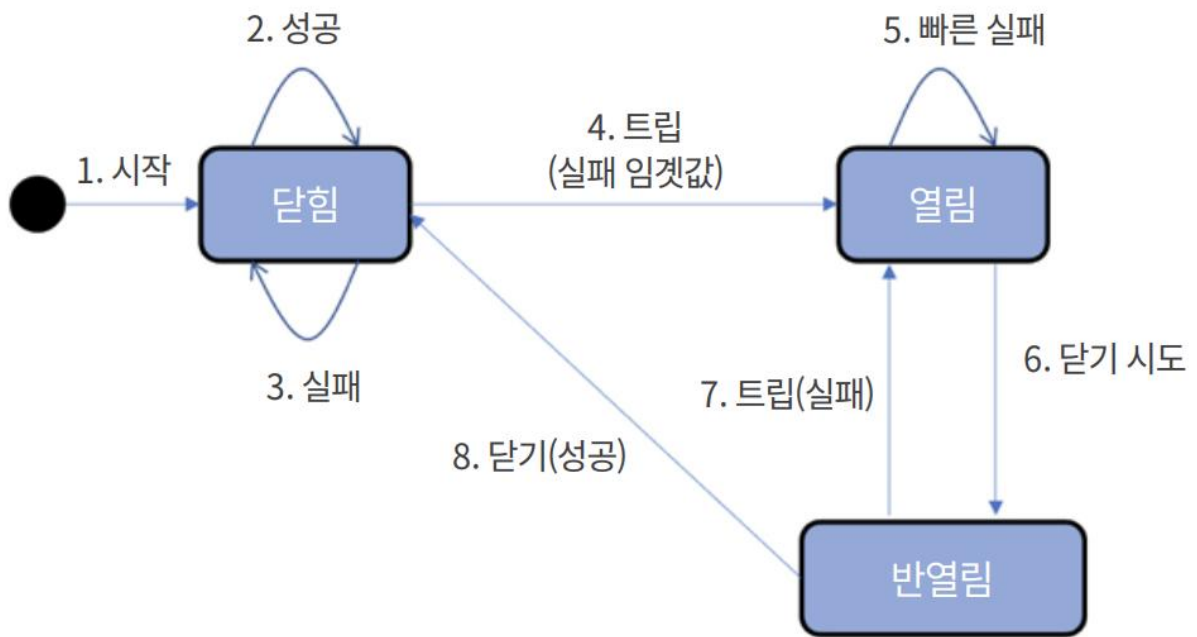 2. 성공
5. 빠른 실패
1. 시작
4. 트립
(실패 임곗값)
닫힘
열림
3. 실패
7. 트립(실패)
6. 닫기 시도
8. 닫기(성공)
반열림